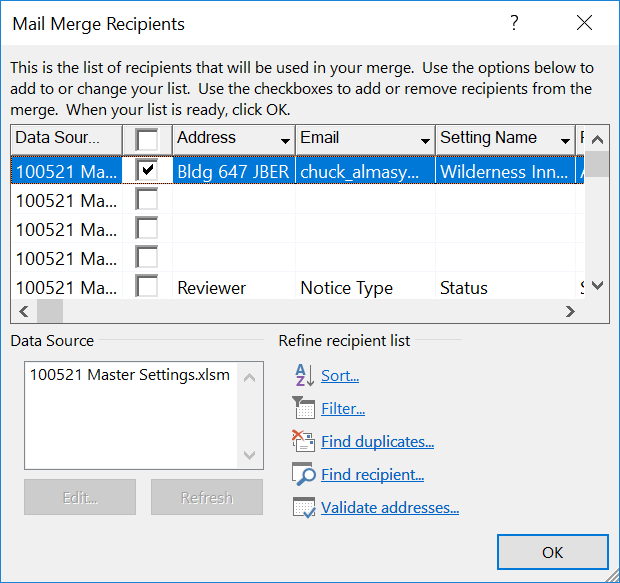 Mail Merge Recipients
This is the list of recipients that will be used in your merge.  Use the options below to
add to or change your list.  Use the checkboxes to add or remove recipients from the
merge.  When your list is ready, click OK.
Data Sour... Address Email Setting Name
100521 Ma... Bldg 647 JBER chuck_almasy... Wilderness Inn...
100521 Ma...
100521 Ma...
100521 Ma...
100521 Ma... Reviewer Notice Type Status
Data Source
100521 Master Settings.xlsm
Edit...
Refresh
Refine recipient list
Sort...
Filter...
Find duplicates...
Find recipient...
Validate addresses...
OK